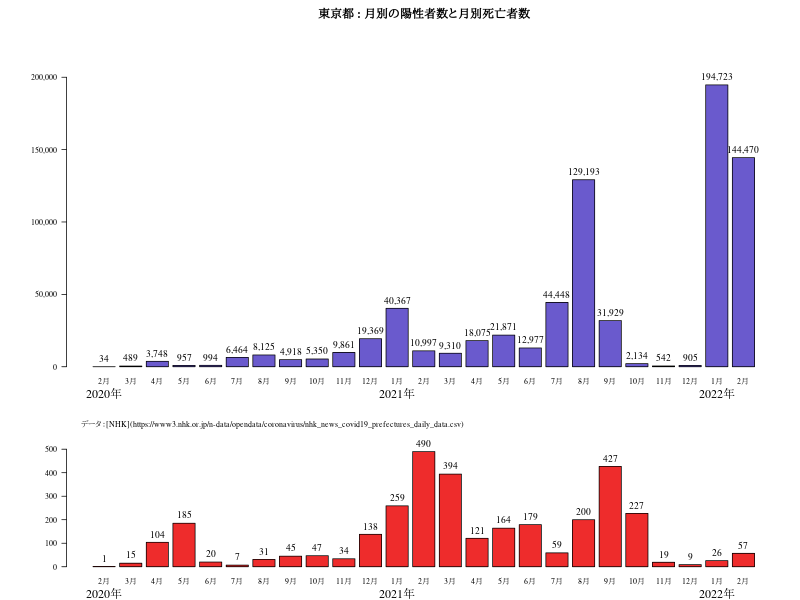 東京都 : 月別の陽性者数と月別死亡者数
200,000
150,000
100,000
50,000
0
34 489 3,748 957 994 6,464 8,125 4,918 5,350 9,861 19,369 40,367 10,997 9,310 18,075 21,871 12,977 44,448 129,193 31,929 2,134 542 905 194,723 144,470
2月 3月 4月 5月 6月 7月 8月 9月 10月 11月 12月 1月 2月 3月 4月 5月 6月 7月 8月 9月 10月 11月 12月 1月 2月
2020年 2021年 2022年
データ：[NHK](https://www3.nhk.or.jp/n-data/opendata/coronavirus/nhk_news_covid19_prefectures_daily_data.csv)
500
400
300
200
100
0
1 15 104 185 20 7 31 45 47 34 138 259 490 394 121 164 179 59 200 427 227 19 9 26 57
2月 3月 4月 5月 6月 7月 8月 9月 10月 11月 12月 1月 2月 3月 4月 5月 6月 7月 8月 9月 10月 11月 12月 1月 2月
2020年 2021年 2022年